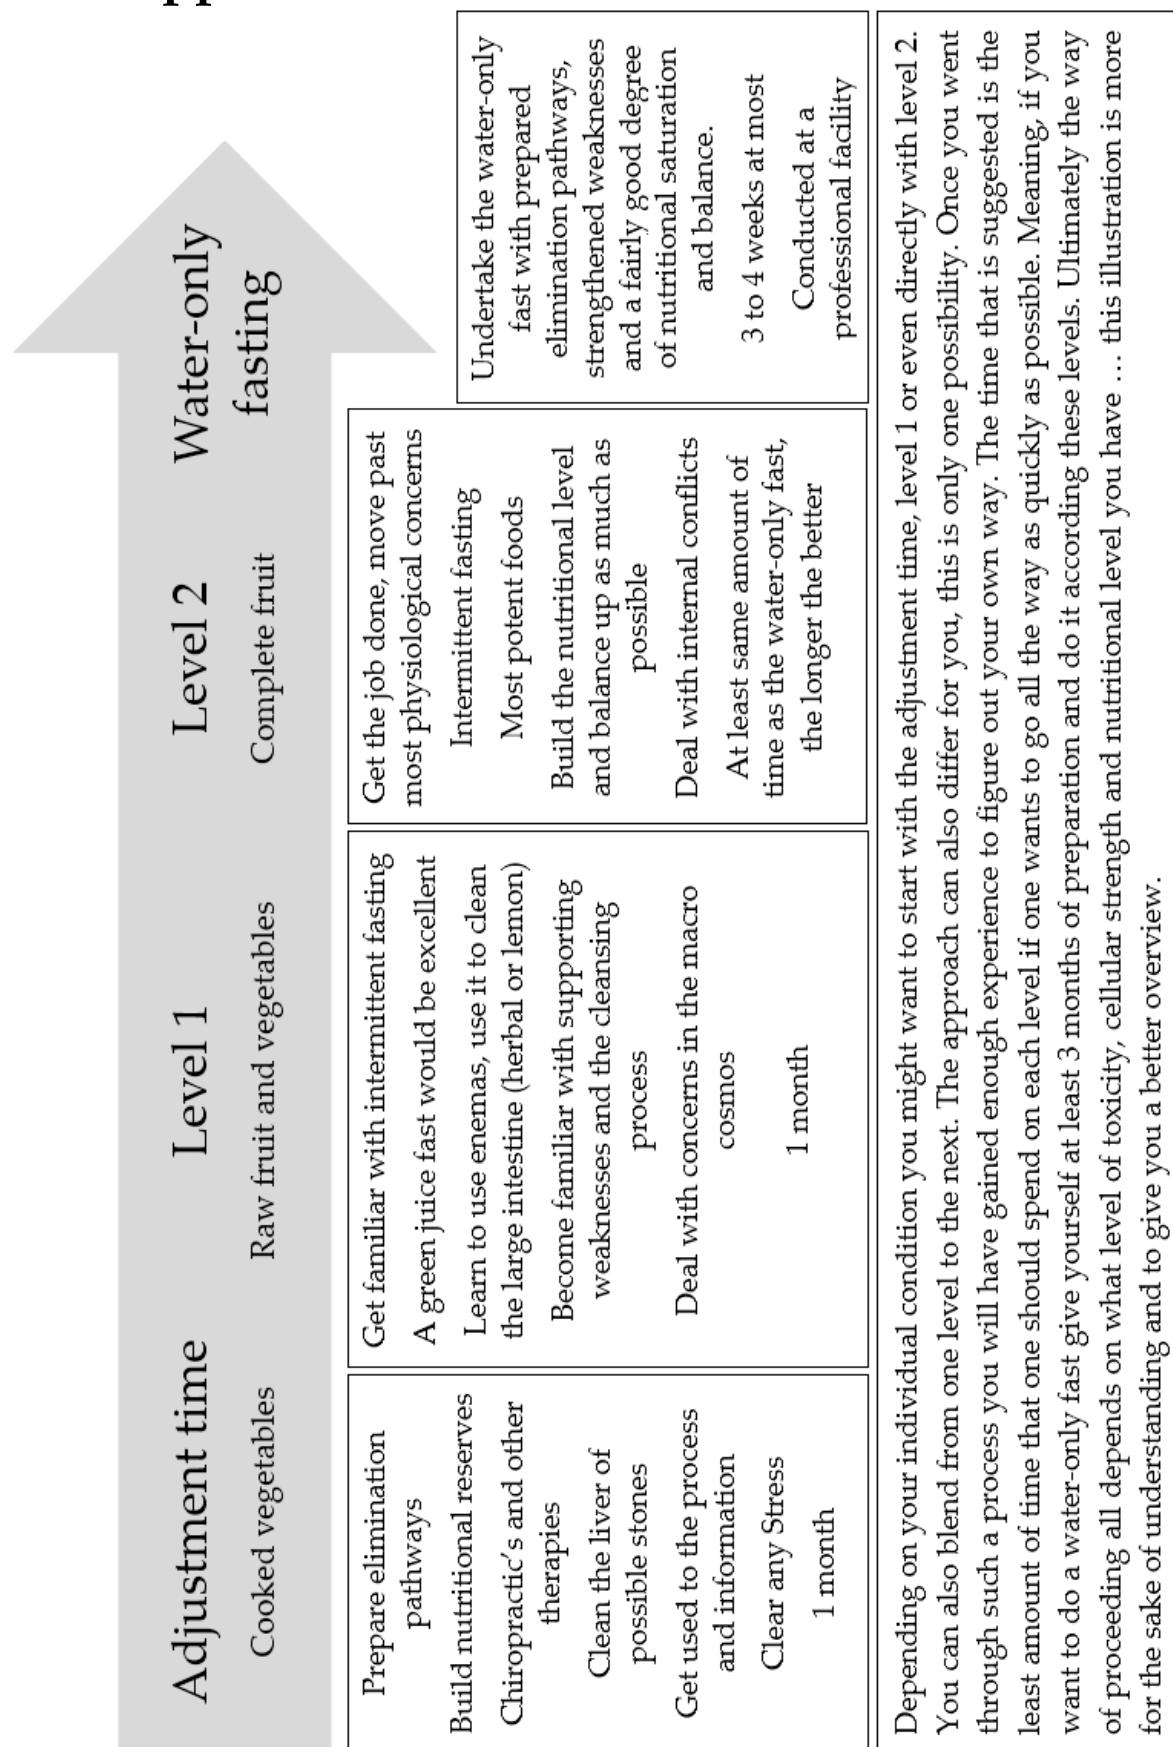 Adjustment time
Cooked vegetables
Level 1
Raw fruit and vegetables
Level 2
Complete fruit
Water-only
fasting
Prepare elimination
pathways
Build nutritional reserves
Chiropractic's and other
therapies
Clean the liver of
possible stones
Get used to the process
and information
Clear any Stress
1 month
Get familiar with intermittent fasting
A green juice fast would be excellent
Learn to use enemas, use it to clean
the large intestine (herbal or lemon)
Become familiar with supporting
weaknesses and the cleansing
process
Deal with concerns in the macro
cosmos
1 month
Get the job done, move past
most physiological concerns
Intermittent fasting
Most potent foods
Build the nutritional level
and balance up as much as
possible
Deal with internal conflicts
At least same amount of
time as the water-only fast,
the longer the better
Undertake the water-only
fast with prepared
elimination pathways,
strengthened weaknesses
and a fairly good degree
of nutritional saturation
and balance.
3 to 4 weeks at most
Conducted at a
professional facility
Depending on your individual condition you might want to start with the adjustment time, level 1 or even directly with level 2.
You can also blend from one level to the next. The approach can also differ for you, this is only one possibility. Once you went
through such a process you will have gained enough experience to figure out your own way. The time that is suggested is the
least amount of time that one should spend on each level if one wants to go all the way as quickly as possible. Meaning, if you
want to do a water-only fast give yourself at least 3 months of preparation and do it according these levels. Ultimately the way
of proceeding all depends on what level of toxicity, cellular strength and nutritional level you have … this illustration is more
for the sake of understanding and to give you a better overview.